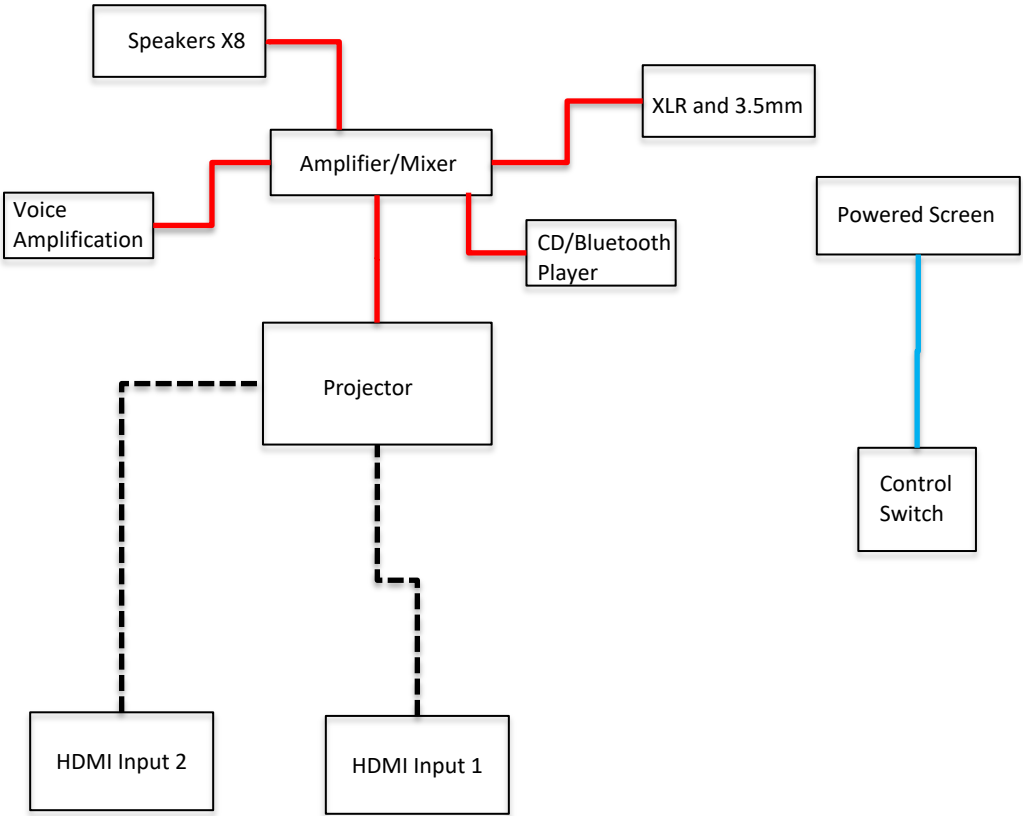 Speakers X8
XLR and 3.5mm
Amplifier/Mixer
Voice
Amplification
Powered Screen
CD/Bluetooth
Player
Projector
Control
Switch
HDMI Input 2
HDMI Input 1